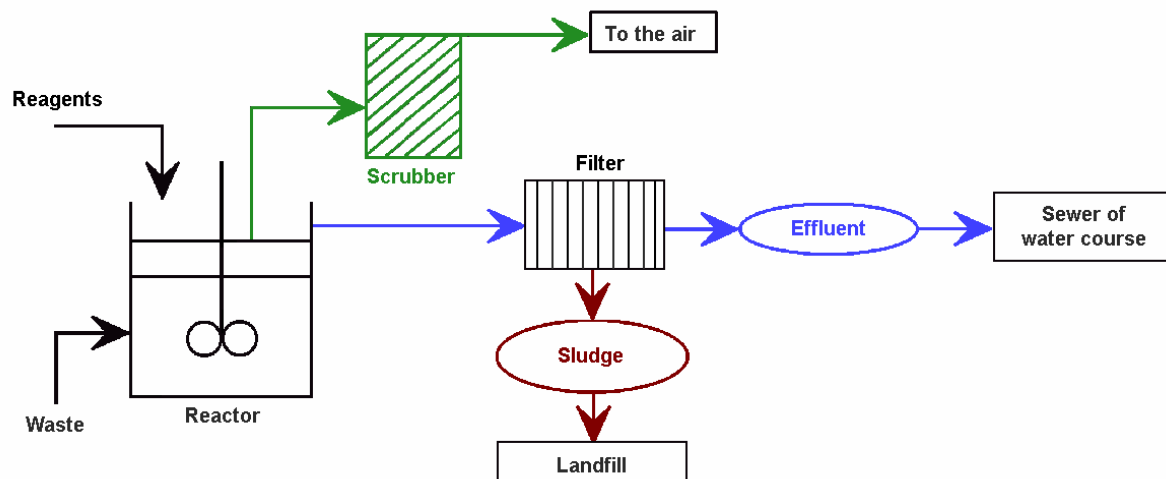 To the air
Reagents
Scrubber
Filter
Effluent
Sewer of
water course
Sludge
Waste
Reactor
Landfill